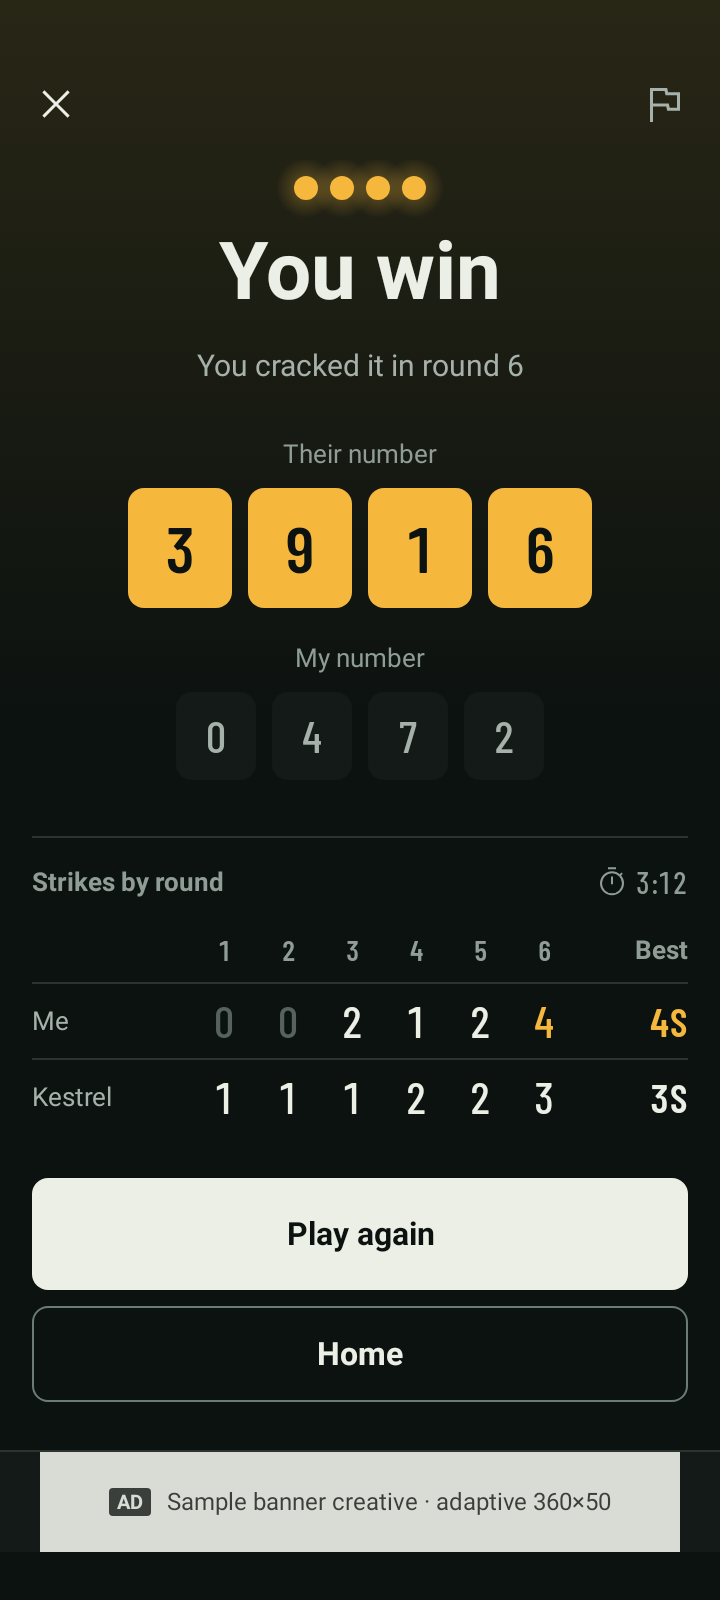 You win
You cracked it in round 6
Their number
3 9 1 6
My number
0 4 7 2
Strikes by round 3:12
1 2 3 4 5 6 Best
Me 0 0 2 1 2 4 4S
Kestrel 1 1 1 2 2 3 3S
Play again
Home
AD Sample banner creative · adaptive 360×50